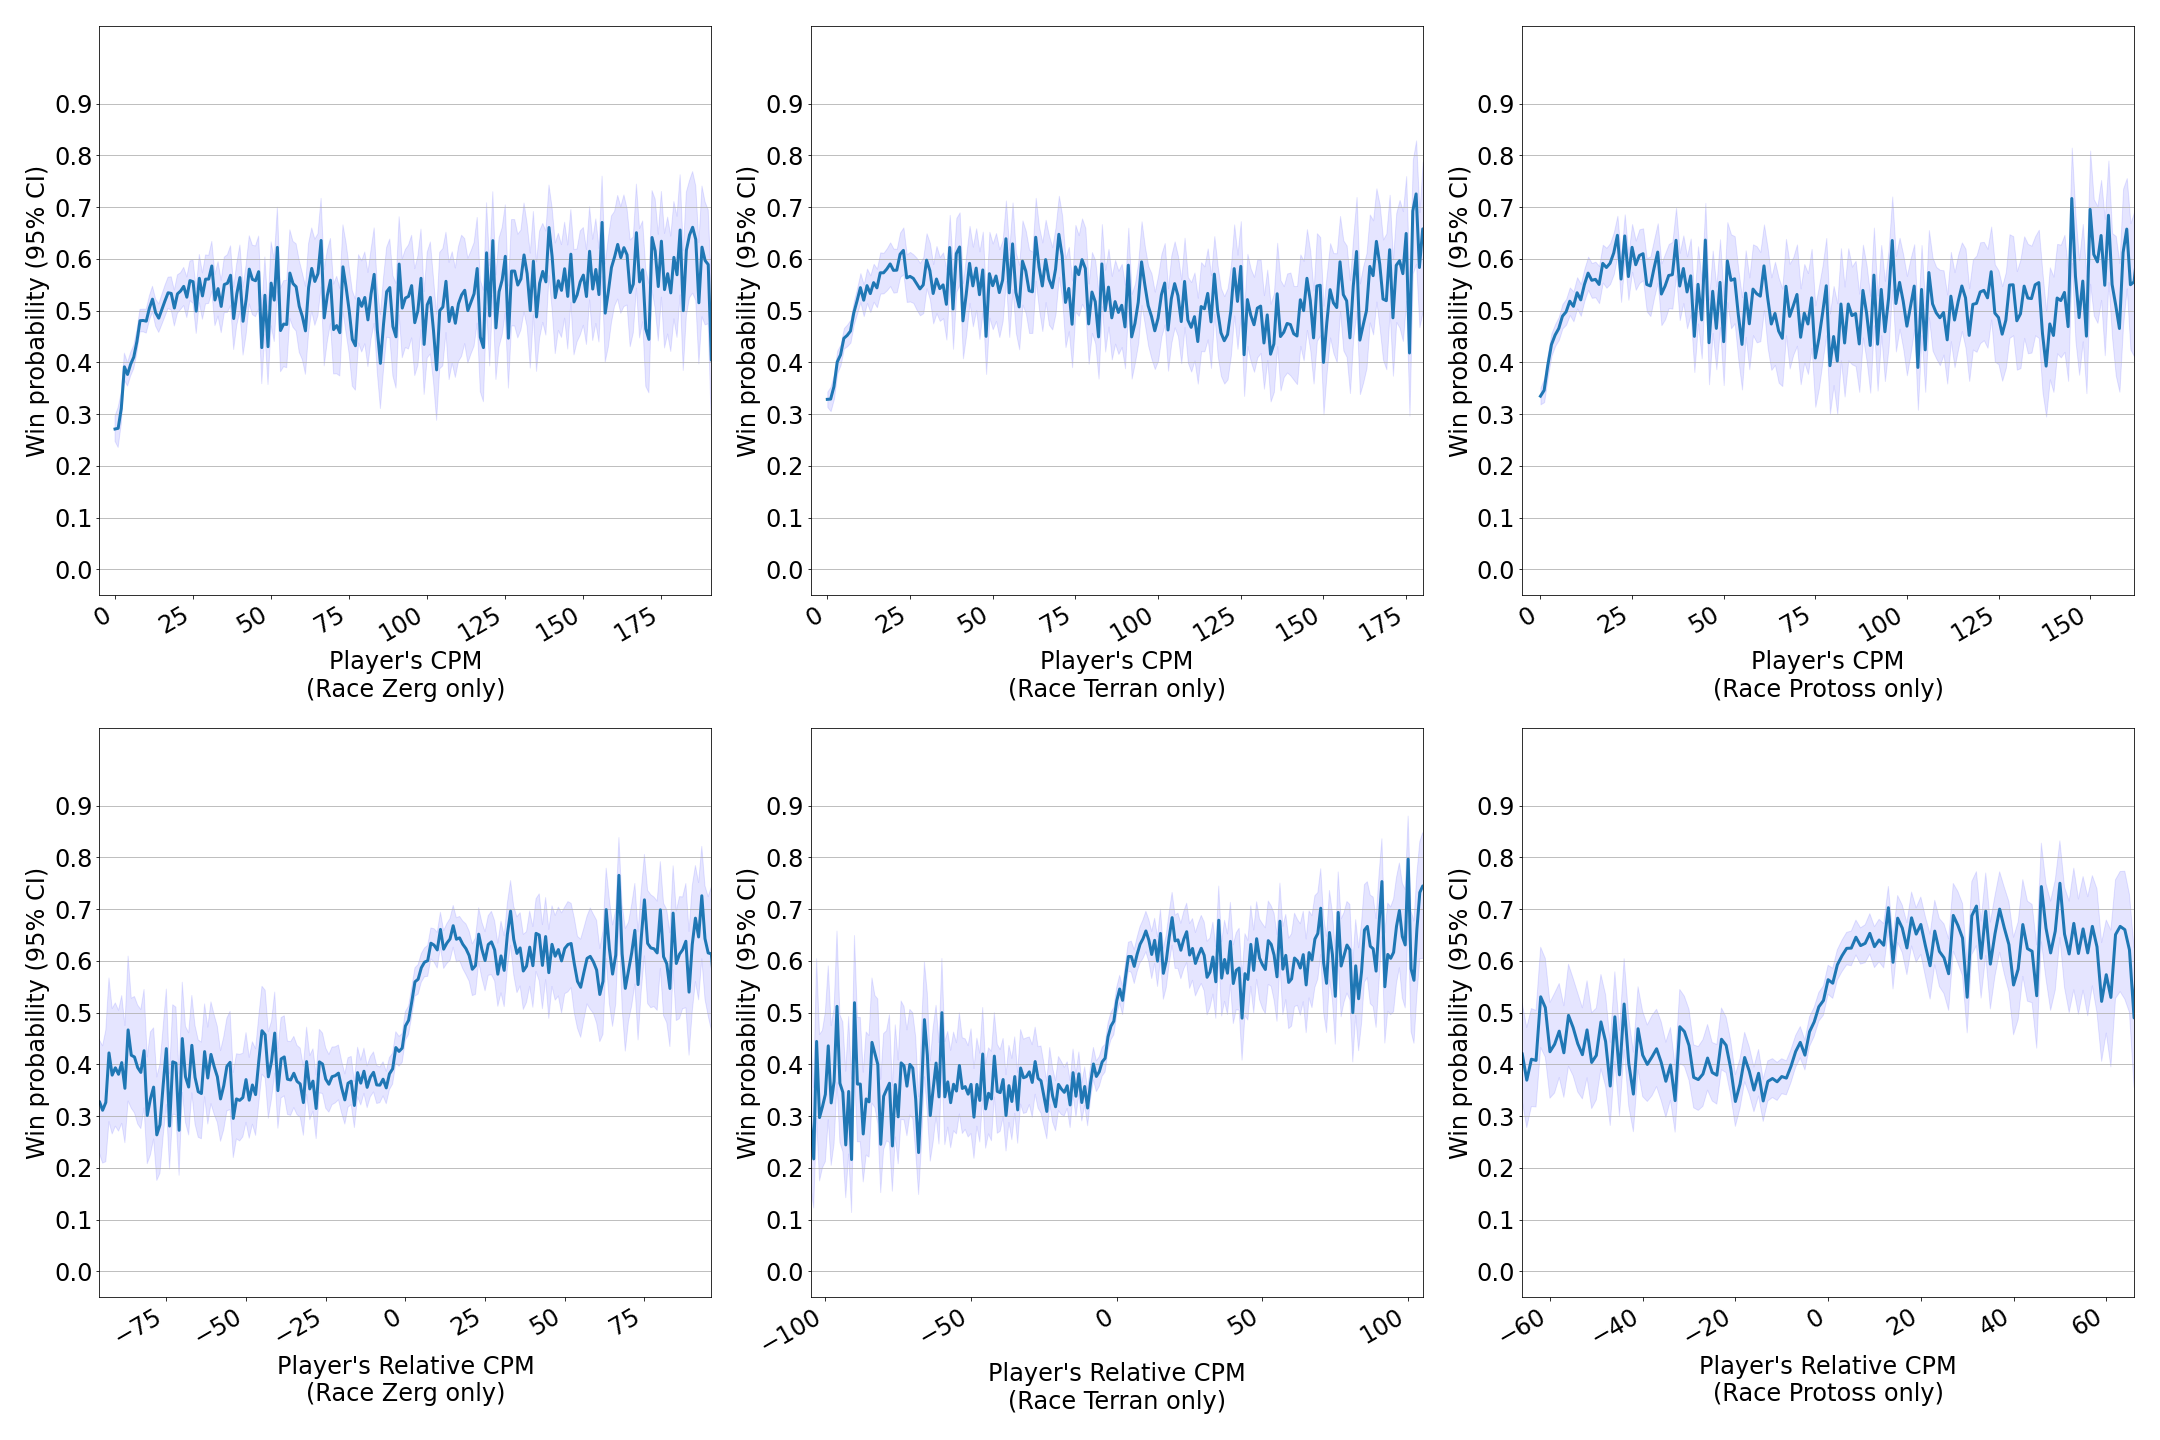 Win probability (95% CI)
0.9
0.8
0.7
0.6
0.5
0.4
0.3
0.2
0.1
0.0
0 25 50 75 100 125 150 175
Player's CPM
(Race Zerg only)
Win probability (95% CI)
0.9
0.8
0.7
0.6
0.5
0.4
0.3
0.2
0.1
0.0
0 25 50 75 100 125 150 175
Player's CPM
(Race Terran only)
Win probability (95% CI)
0.9
0.8
0.7
0.6
0.5
0.4
0.3
0.2
0.1
0.0
0 25 50 75 100 125 150
Player's CPM
(Race Protoss only)
Win probability (95% CI)
0.9
0.8
0.7
0.6
0.5
0.4
0.3
0.2
0.1
0.0
−75 −50 −25 0 25 50 75
Player's Relative CPM
(Race Zerg only)
Win probability (95% CI)
0.9
0.8
0.7
0.6
0.5
0.4
0.3
0.2
0.1
0.0
−100 −50 0 50 100
Player's Relative CPM
(Race Terran only)
Win probability (95% CI)
0.9
0.8
0.7
0.6
0.5
0.4
0.3
0.2
0.1
0.0
−60 −40 −20 0 20 40 60
Player's Relative CPM
(Race Protoss only)